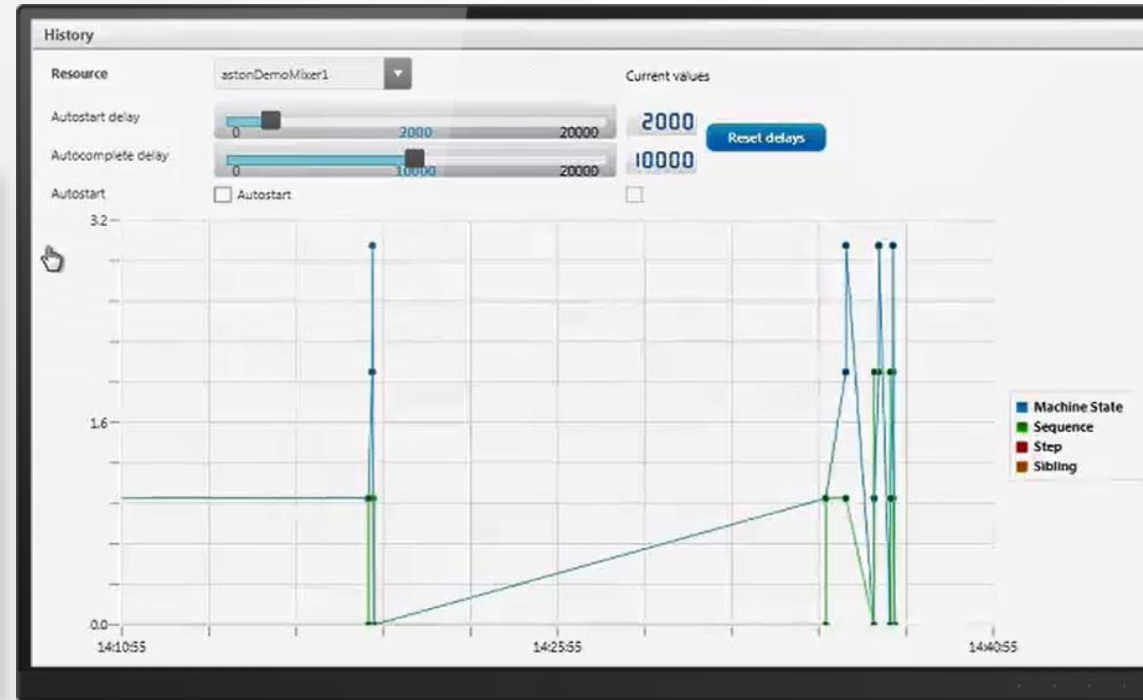 History
Resource
astonDemoMixer1
Current values
Autostart delay
0
2000
20000
2000
Reset delays
Autocomplete delay
0
10000
20000
10000
Autostart
Autostart
3.2
1.6
0.0
14:10:55
14:25:55
14:40:55
Machine State
Sequence
Step
Sibling